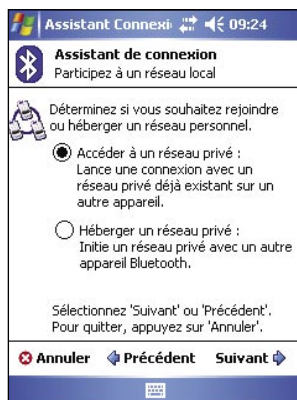 Assistant Connexi 09:24
Assistant de connexion
Participez à un réseau local
Déterminez si vous souhaitez rejoindre
ou héberger un réseau personnel.
Accéder à un réseau privé :
Lance une connexion avec un
réseau privé déjà existant sur un
autre appareil.
Héberger un réseau privé :
Initie un réseau privé avec un autre
appareil Bluetooth.
Sélectionnez 'Suivant' ou 'Précédent'.
Pour quitter, appuyez sur 'Annuler'.
Annuler Précédent Suivant